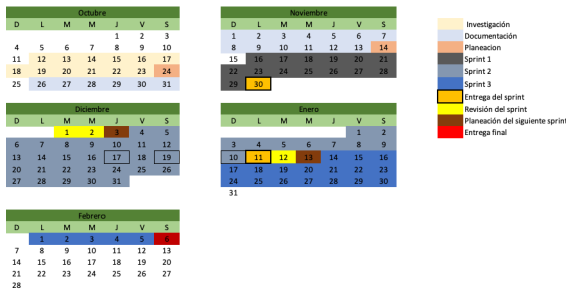 Octubre
D L M M J V S
1 2 3
4 5 6 7 8 9 10
11 12 13 14 15 16 17
18 19 20 21 22 23 24
25 26 27 28 29 30 31
Noviembre
D L M M J V S
1 2 3 4 5 6 7
8 9 10 11 12 13 14
15 16 17 18 19 20 21
22 23 24 25 26 27 28
29 30
Investigación
Documentación
Planeacion
Sprint 1
Sprint 2
Sprint 3
Entrega del sprint
Revisión del sprint
Planeación del siguiente sprint
Entrega final
Diciembre
D L M M J V S
1 2 3 4 5
6 7 8 9 10 11 12
13 14 15 16 17 18 19
20 21 22 23 24 25 26
27 28 29 30 31
Enero
D L M M J V S
1 2
3 4 5 6 7 8 9
10 11 12 13 14 15 16
17 18 19 20 21 22 23
24 25 26 27 28 29 30
31
Febrero
D L M M J V S
1 2 3 4 5 6
7 8 9 10 11 12 13
14 15 16 17 18 19 20
21 22 23 24 25 26 27
28